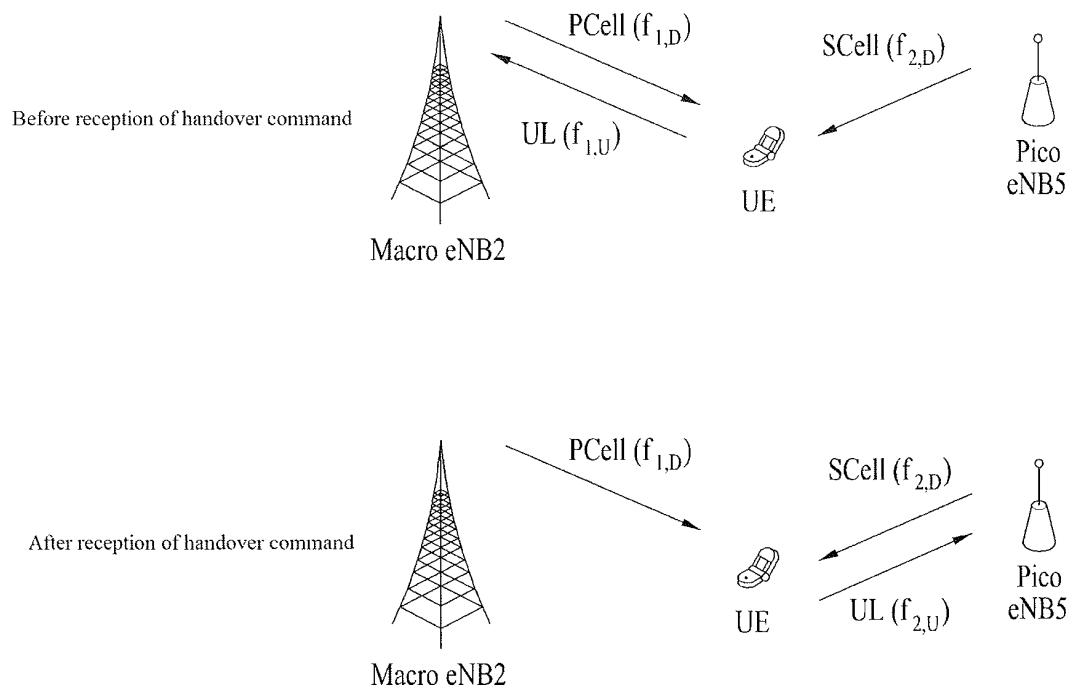 PCell (f1,D)
SCell (f2,D)
Before reception of handover command
UL (f1,U)
Pico
eNB5
UE
Macro eNB2
PCell (f1,D)
SCell (f2,D)
After reception of handover command
Pico
eNB5
UE
UL (f2,U)
Macro eNB2